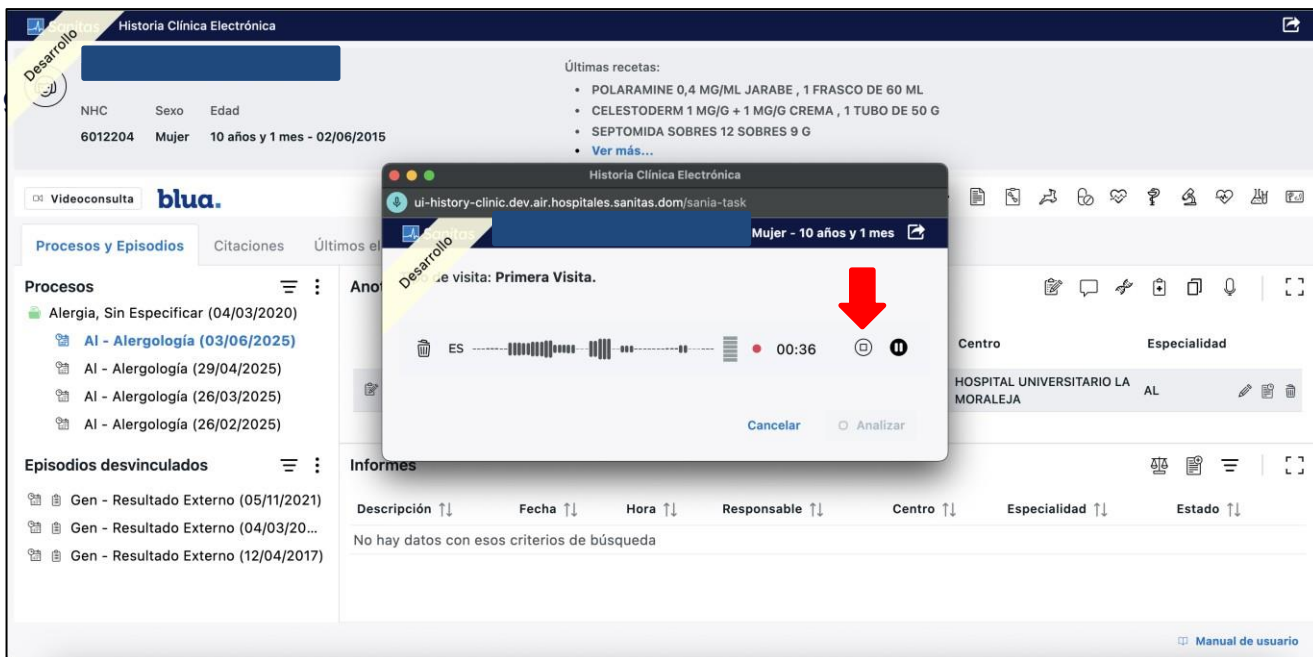 Sanitas Historia Clínica Electrónica
Desarrollo
Últimas recetas:
• POLARAMINE 0,4 MG/ML JARABE , 1 FRASCO DE 60 ML
• CELESTODERM 1 MG/G + 1 MG/G CREMA , 1 TUBO DE 50 G
• SEPTOMIDA SOBRES 12 SOBRES 9 G
• Ver más...
NHC Sexo Edad
6012204 Mujer 10 años y 1 mes - 02/06/2015
Historia Clínica Electrónica
ui-history-clinic.dev.air.hospitales.sanitas.dom/sania-task
Mujer - 10 años y 1 mes
Desarrollo
de visita: Primera Visita.
ES 00:36
Cancelar Analizar
Videoconsulta blua.
Procesos y Episodios Citaciones
Procesos
Alergia, Sin Especificar (04/03/2020)
Al - Alergología (03/06/2025)
Al - Alergología (29/04/2025)
Al - Alergología (26/03/2025)
Al - Alergología (26/02/2025)
Centro Especialidad
HOSPITAL UNIVERSITARIO LA
MORALEJA
AL
Episodios desvinculados
Gen - Resultado Externo (05/11/2021)
Gen - Resultado Externo (04/03/20...
Gen - Resultado Externo (12/04/2017)
Informes
Descripción Fecha Hora Responsable Centro Especialidad Estado
No hay datos con esos criterios de búsqueda
Manual de usuario